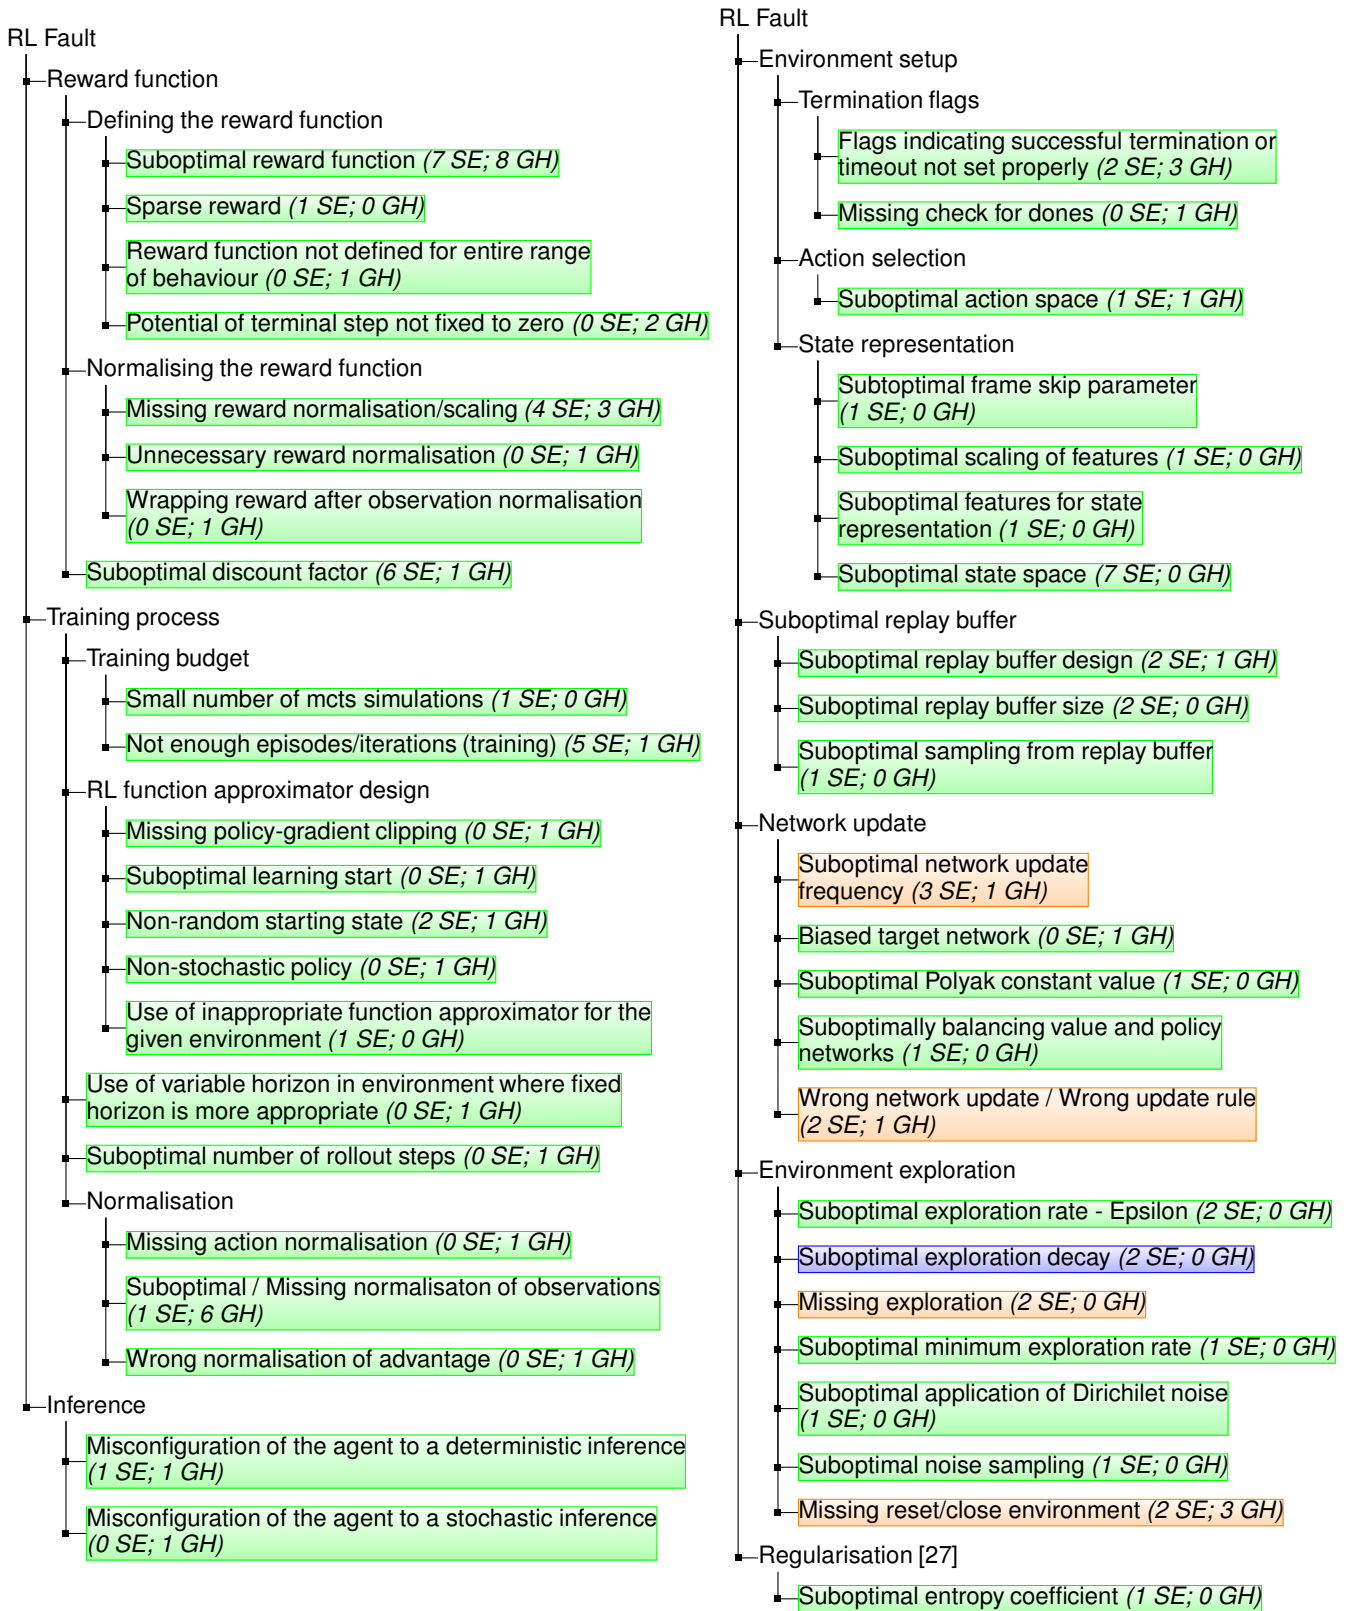 RL Fault
Reward function
Defining the reward function
Suboptimal reward function (7 SE; 8 GH)
Sparse reward (1 SE; 0 GH)
Reward function not defined for entire range
of behaviour (0 SE; 1 GH)
Potential of terminal step not fixed to zero (0 SE; 2 GH)
Normalising the reward function
Missing reward normalisation/scaling (4 SE; 3 GH)
Unnecessary reward normalisation (0 SE; 1 GH)
Wrapping reward after observation normalisation
(0 SE; 1 GH)
Suboptimal discount factor (6 SE; 1 GH)
Training process
Training budget
Small number of mcts simulations (1 SE; 0 GH)
Not enough episodes/iterations (training) (5 SE; 1 GH)
RL function approximator design
Missing policy-gradient clipping (0 SE; 1 GH)
Suboptimal learning start (0 SE; 1 GH)
Non-random starting state (2 SE; 1 GH)
Non-stochastic policy (0 SE; 1 GH)
Use of inappropriate function approximator for the
given environment (1 SE; 0 GH)
Use of variable horizon in environment where fixed
horizon is more appropriate (0 SE; 1 GH)
Suboptimal number of rollout steps (0 SE; 1 GH)
Normalisation
Missing action normalisation (0 SE; 1 GH)
Suboptimal / Missing normalisaton of observations
(1 SE; 6 GH)
Wrong normalisation of advantage (0 SE; 1 GH)
Inference
Misconfiguration of the agent to a deterministic inference
(1 SE; 1 GH)
Misconfiguration of the agent to a stochastic inference
(0 SE; 1 GH)
RL Fault
Environment setup
Termination flags
Flags indicating successful termination or
timeout not set properly (2 SE; 3 GH)
Missing check for dones (0 SE; 1 GH)
Action selection
Suboptimal action space (1 SE; 1 GH)
State representation
Subtoptimal frame skip parameter
(1 SE; 0 GH)
Suboptimal scaling of features (1 SE; 0 GH)
Suboptimal features for state
representation (1 SE; 0 GH)
Suboptimal state space (7 SE; 0 GH)
Suboptimal replay buffer
Suboptimal replay buffer design (2 SE; 1 GH)
Suboptimal replay buffer size (2 SE; 0 GH)
Suboptimal sampling from replay buffer
(1 SE; 0 GH)
Network update
Suboptimal network update
frequency (3 SE; 1 GH)
Biased target network (0 SE; 1 GH)
Suboptimal Polyak constant value (1 SE; 0 GH)
Suboptimally balancing value and policy
networks (1 SE; 0 GH)
Wrong network update / Wrong update rule
(2 SE; 1 GH)
Environment exploration
Suboptimal exploration rate - Epsilon (2 SE; 0 GH)
Suboptimal exploration decay (2 SE; 0 GH)
Missing exploration (2 SE; 0 GH)
Suboptimal minimum exploration rate (1 SE; 0 GH)
Suboptimal application of Dirichilet noise
(1 SE; 0 GH)
Suboptimal noise sampling (1 SE; 0 GH)
Missing reset/close environment (2 SE; 3 GH)
Regularisation [27]
Suboptimal entropy coefficient (1 SE; 0 GH)